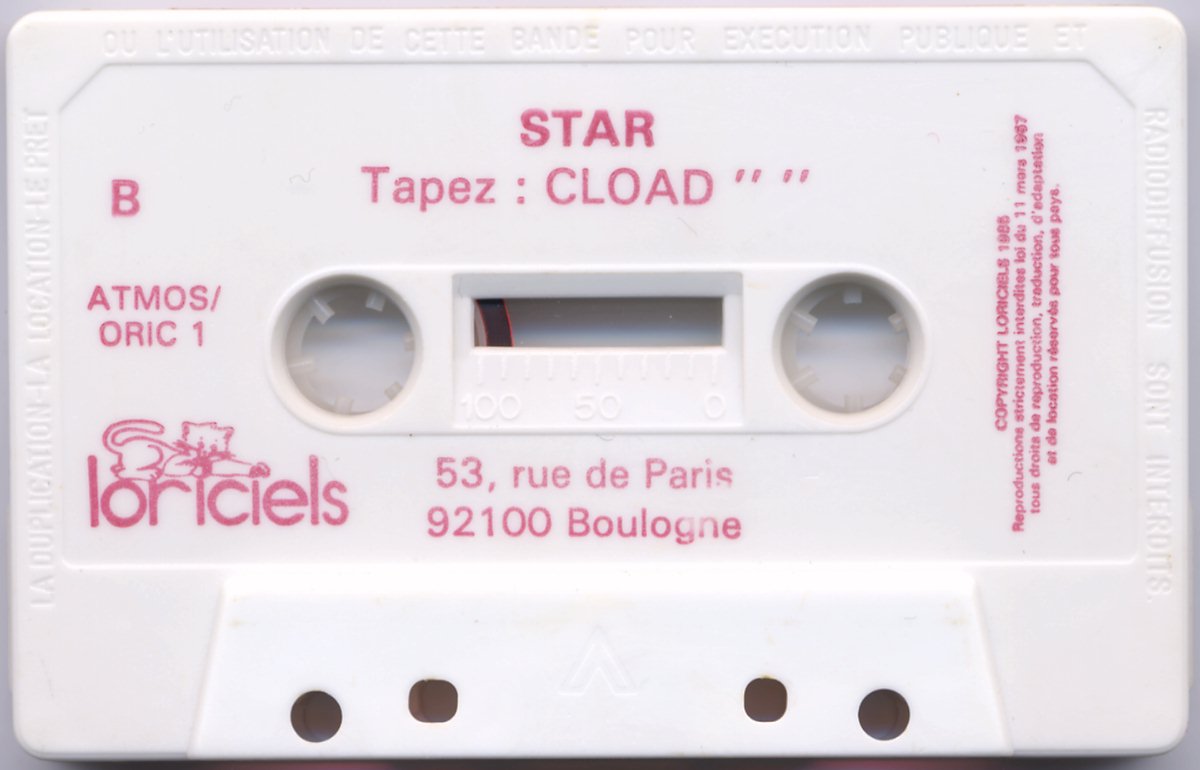 OU L'UTILISATION DE CETTE BANDE POUR EXECUTION PUBLIQUE ET
RADIODIFFUSION SONT INTERDITS.
LA DUPLICATION-LA LOCATION-LE PRET
STAR
Tapez : CLOAD " "
B
ATMOS/
ORIC 1
100 50 0
loriciels
53, rue de Paris
92100 Boulogne
COPYRIGHT LORICIELS 1985
Reproductions strictement interdites loi du 11 mars 1957
tous droits de reproduction, traduction, d'adaptation
et de location réservés pour tous pays.